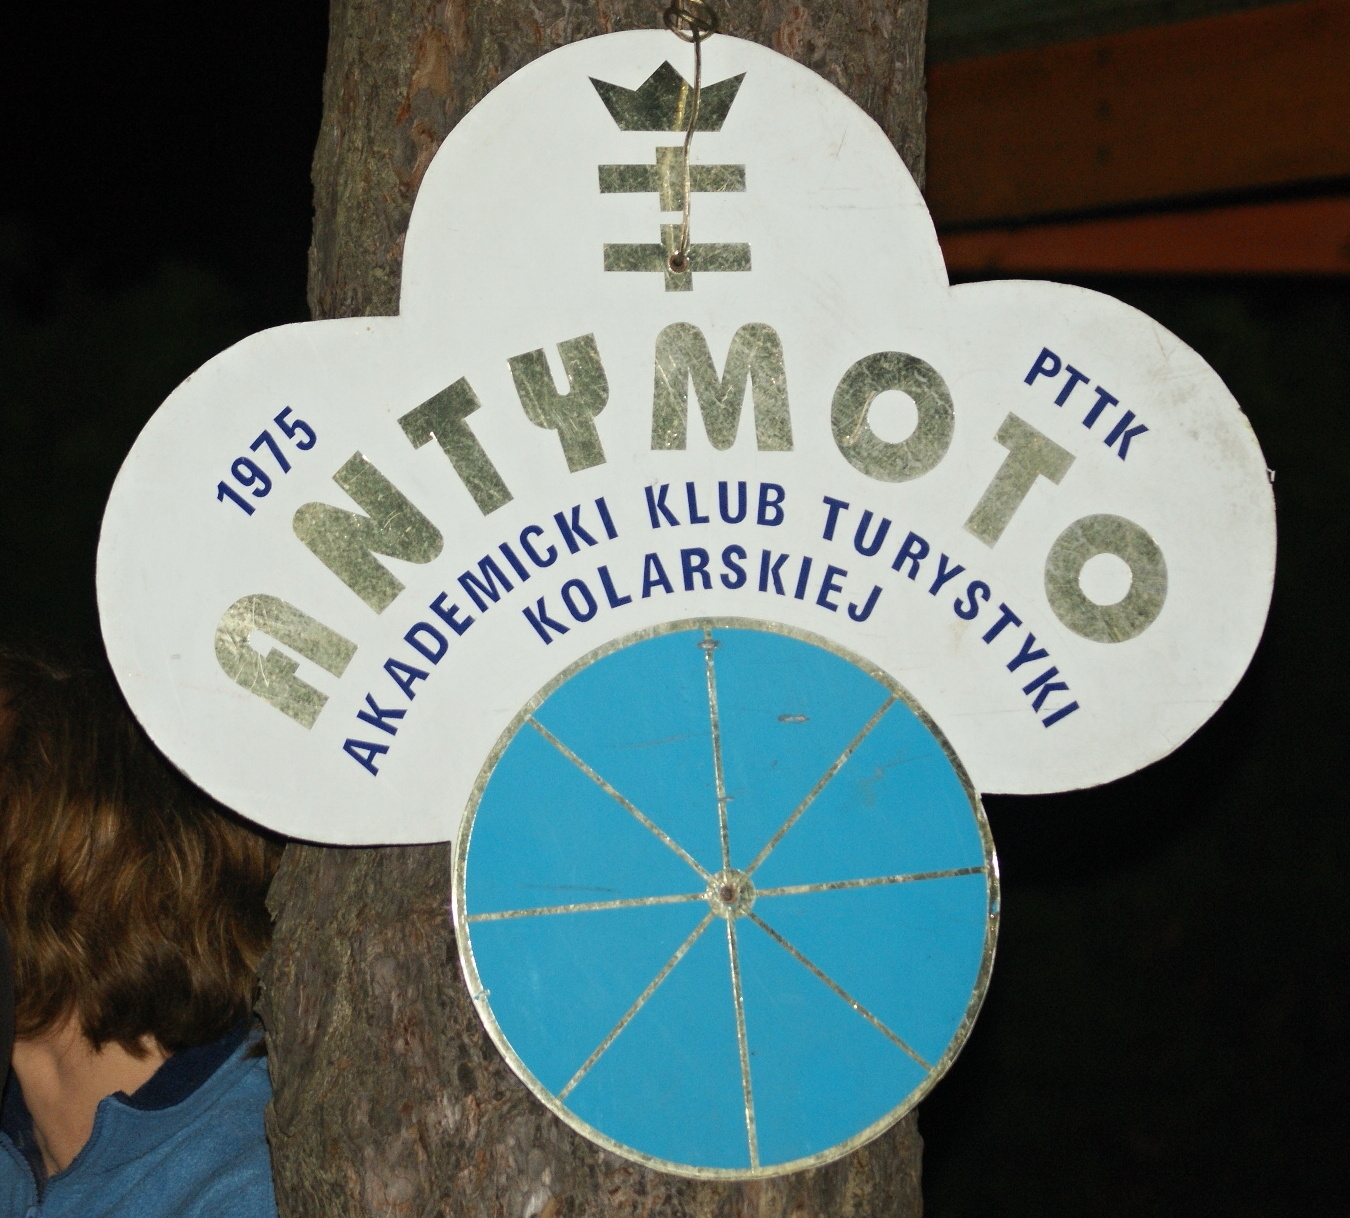 1975
ANTYMOTO
PTTK
AKADEMICKI KLUB TURYSTYKI
KOLARSKIEJ